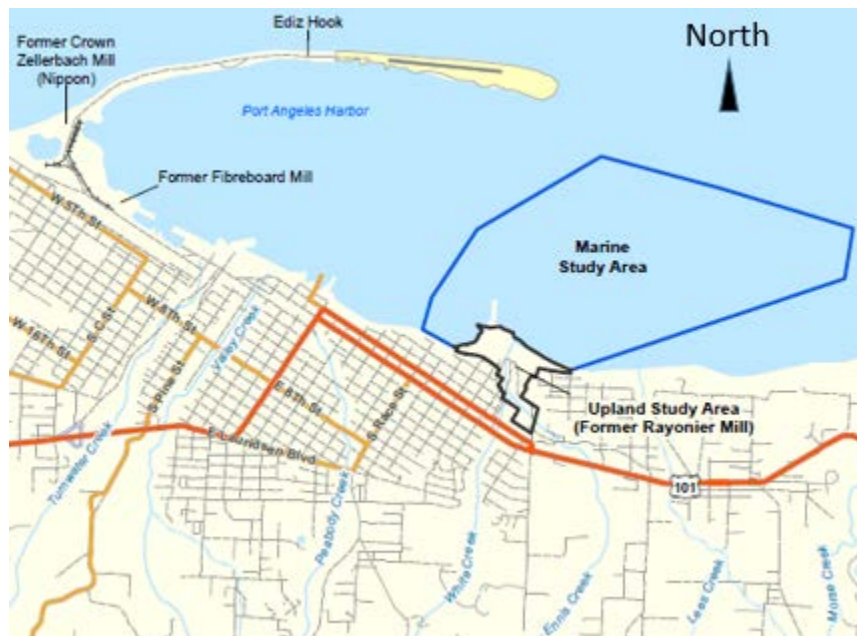 Ediz Hook
Former Crown
Zellerbach Mill
(Nippon)
North
Port Angeles Harbor
Former Fibreboard Mill
W 5Th St
Marine
Study Area
S C St
W 8Th St
Valley Creek
W 16Th St
S Pine St
E 8Th St
S Race St
Upland Study Area
(Former Rayonier Mill)
E Lauridsen Blvd
Tumwater Creek
Peabody Creek
101
White Creek
Ennis Creek
Lees Creek
Morse Creek